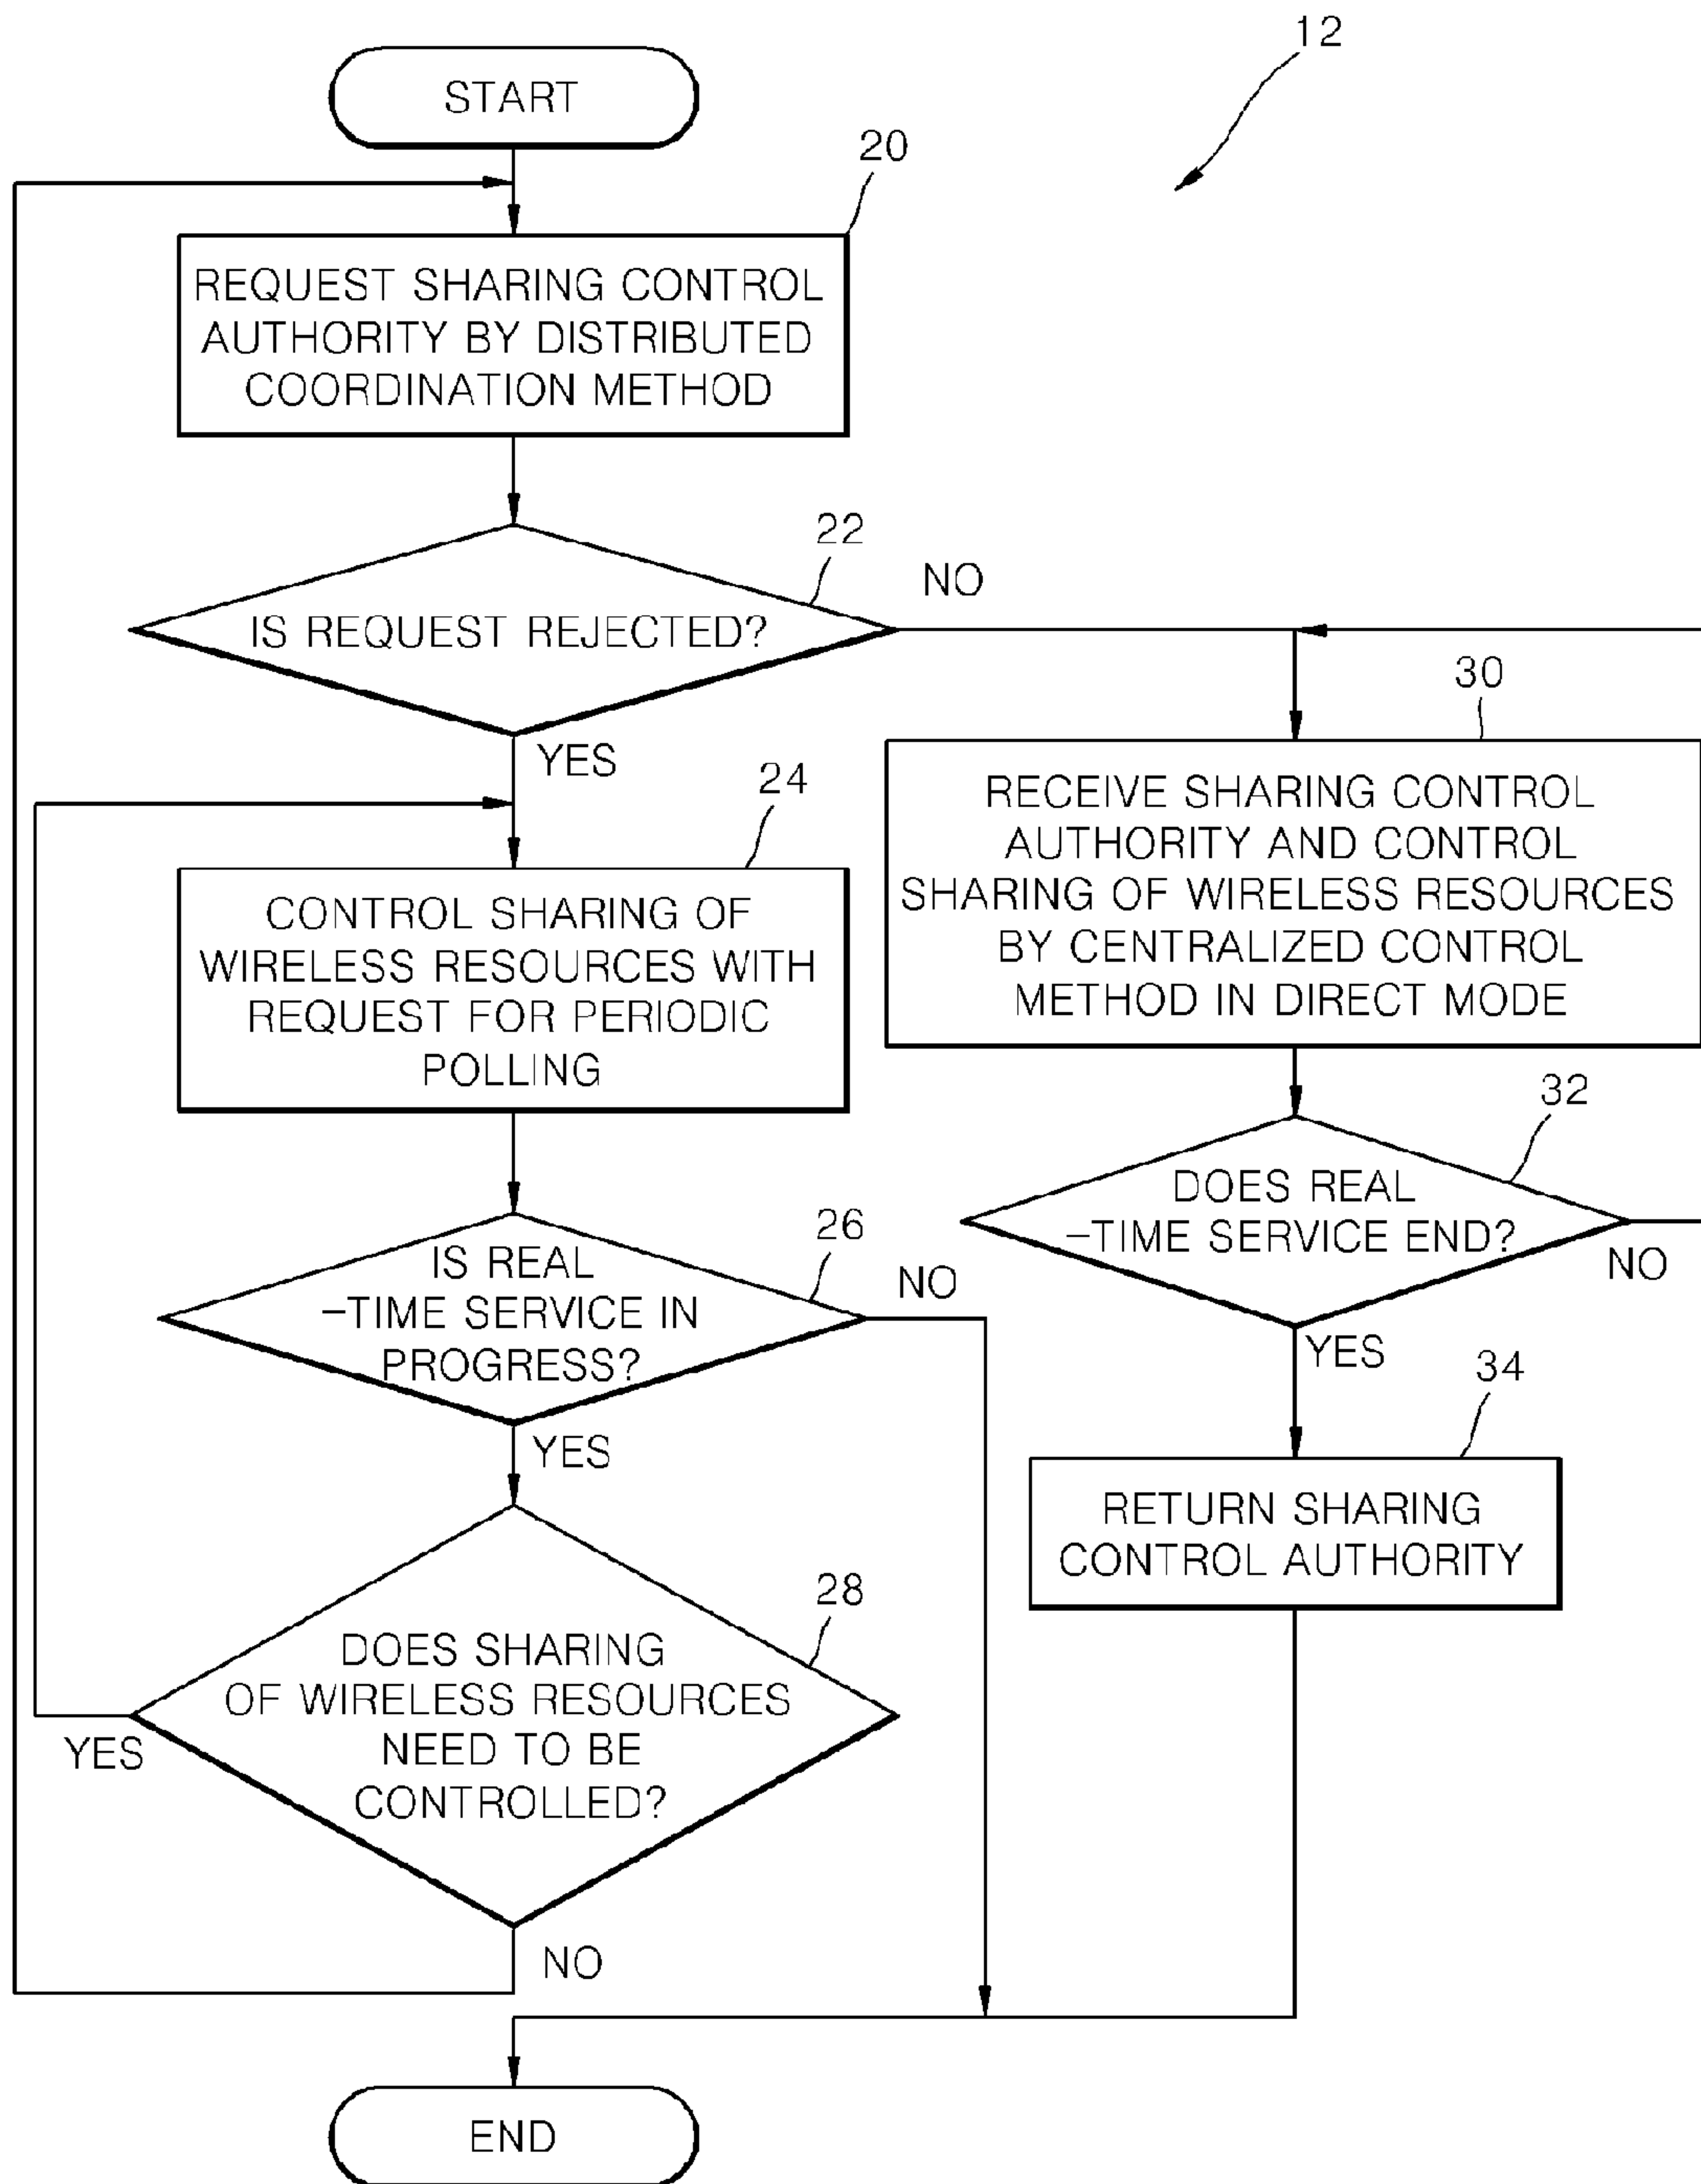 12
START
20
REQUEST SHARING CONTROL
AUTHORITY BY DISTRIBUTED
COORDINATION METHOD
22
NO
IS REQUEST REJECTED?
YES
30
RECEIVE SHARING CONTROL
AUTHORITY AND CONTROL
SHARING OF WIRELESS RESOURCES
BY CENTRALIZED CONTROL
METHOD IN DIRECT MODE
24
CONTROL SHARING OF
WIRELESS RESOURCES WITH
REQUEST FOR PERIODIC
POLLING
32
DOES REAL
-TIME SERVICE END?
NO
YES
26
IS REAL
-TIME SERVICE IN
PROGRESS?
NO
YES
34
RETURN SHARING
CONTROL AUTHORITY
28
DOES SHARING
OF WIRELESS RESOURCES
NEED TO BE
CONTROLLED?
YES
NO
END